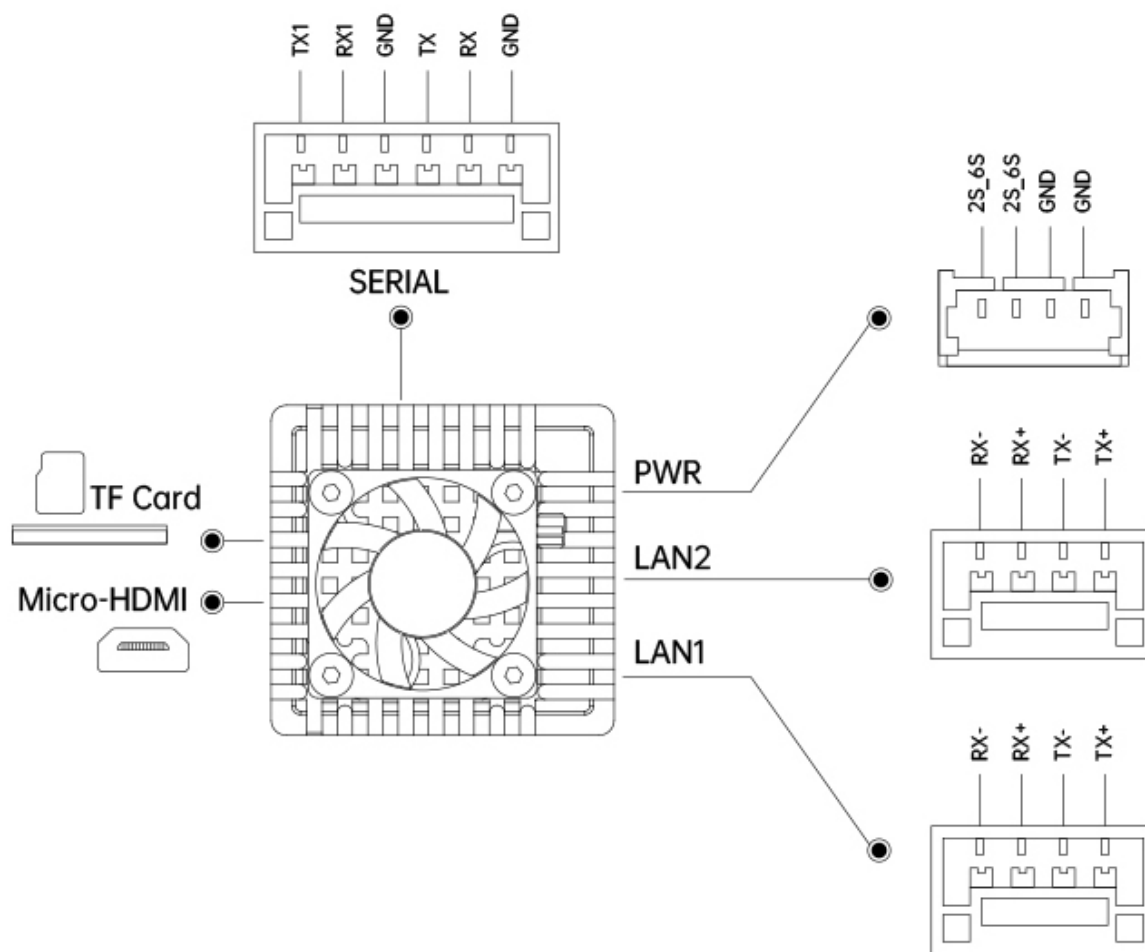 TX1 RX1 GND TX RX GND
SERIAL
2S_6S 2S_6S GND GND
PWR
RX- RX+ TX- TX+
TF Card
LAN2
Micro-HDMI
LAN1
RX- RX+ TX- TX+